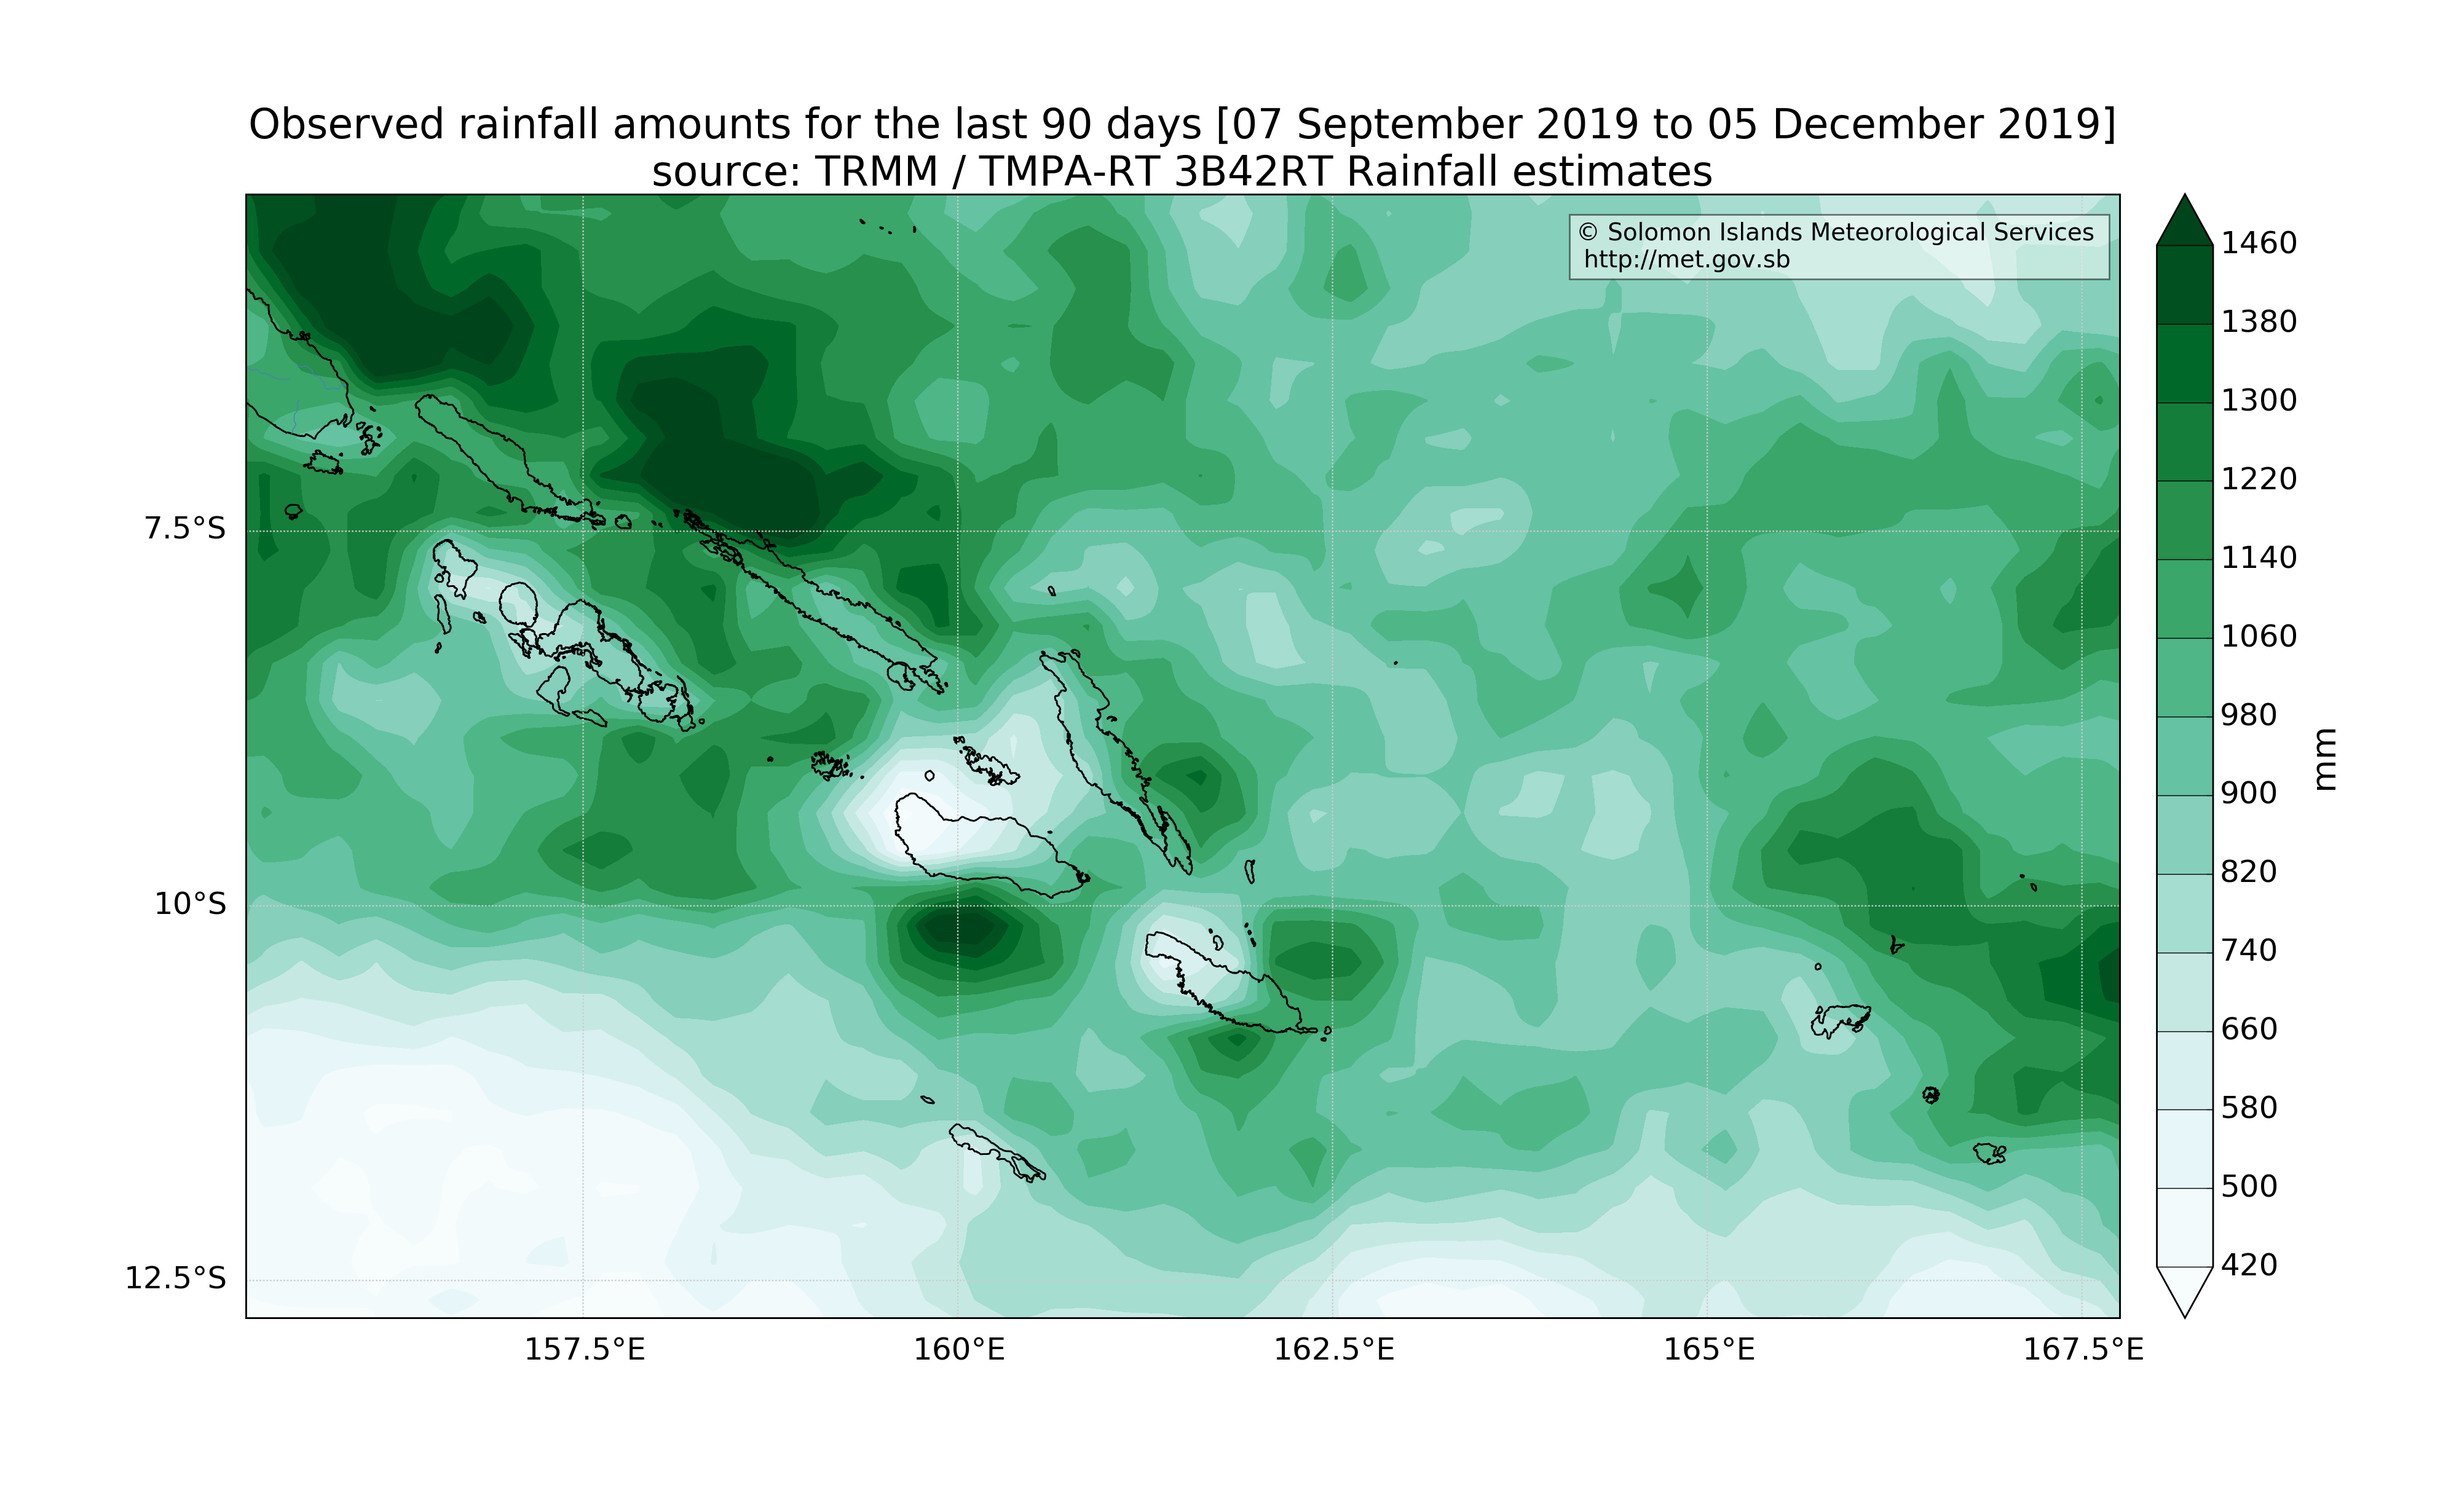 Observed rainfall amounts for the last 90 days [07 September 2019 to 05 December 2019]
source: TRMM / TMPA-RT 3B42RT Rainfall estimates
© Solomon Islands Meteorological Services
http://met.gov.sb
7.5°S
10°S
12.5°S
157.5°E
160°E
162.5°E
165°E
167.5°E
1460
1380
1300
1220
1140
1060
980
900
820
740
660
580
500
420
mm